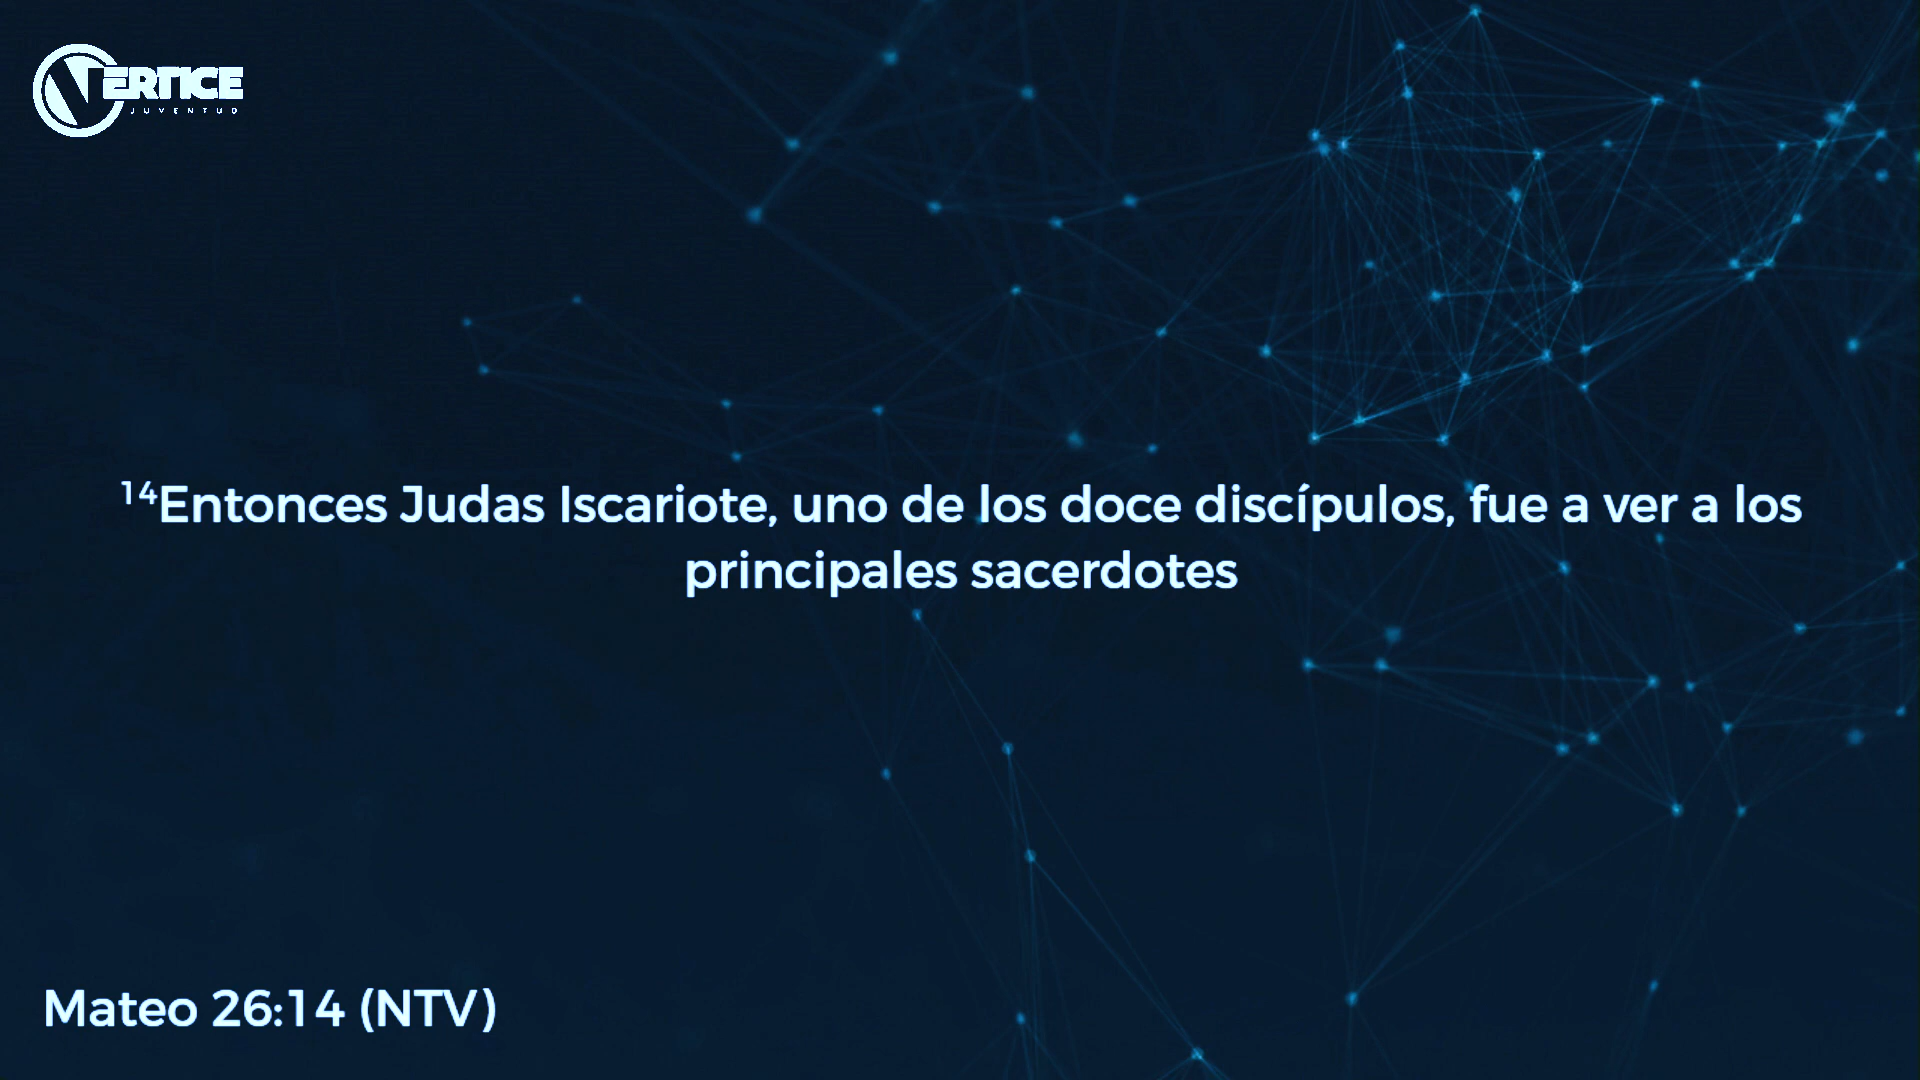 VERTICE
JUVENTUD
¹⁴Entonces Judas Iscariote, uno de los doce discípulos, fue a ver a los
principales sacerdotes
Mateo 26:14 (NTV)